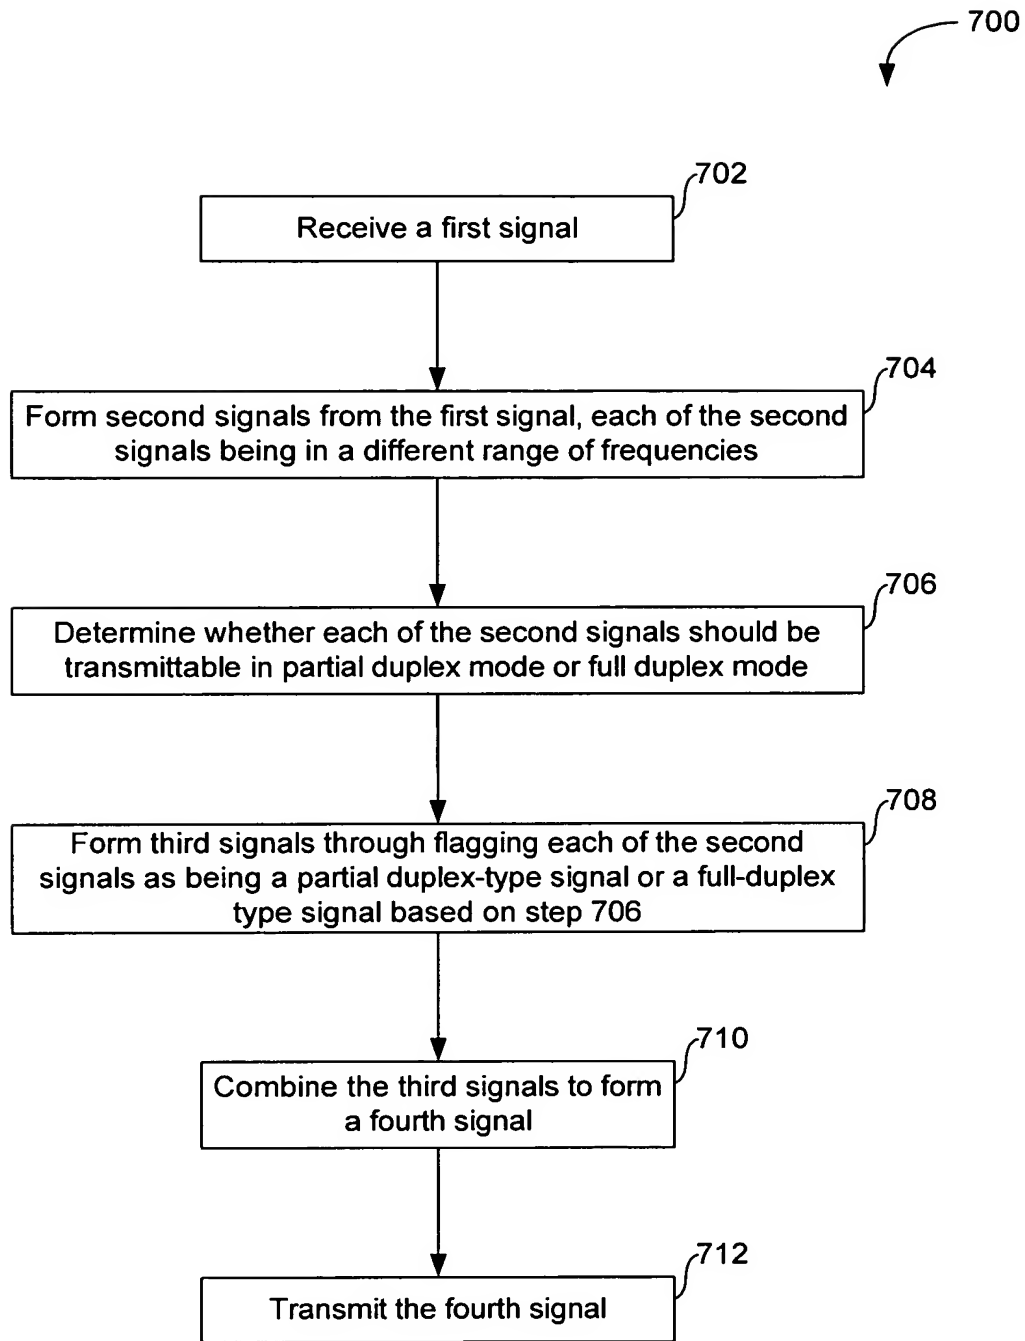 700
702
Receive a first signal
704
Form second signals from the first signal, each of the second
signals being in a different range of frequencies
706
Determine whether each of the second signals should be
transmittable in partial duplex mode or full duplex mode
708
Form third signals through flagging each of the second
signals as being a partial duplex-type signal or a full-duplex
type signal based on step 706
710
Combine the third signals to form
a fourth signal
712
Transmit the fourth signal